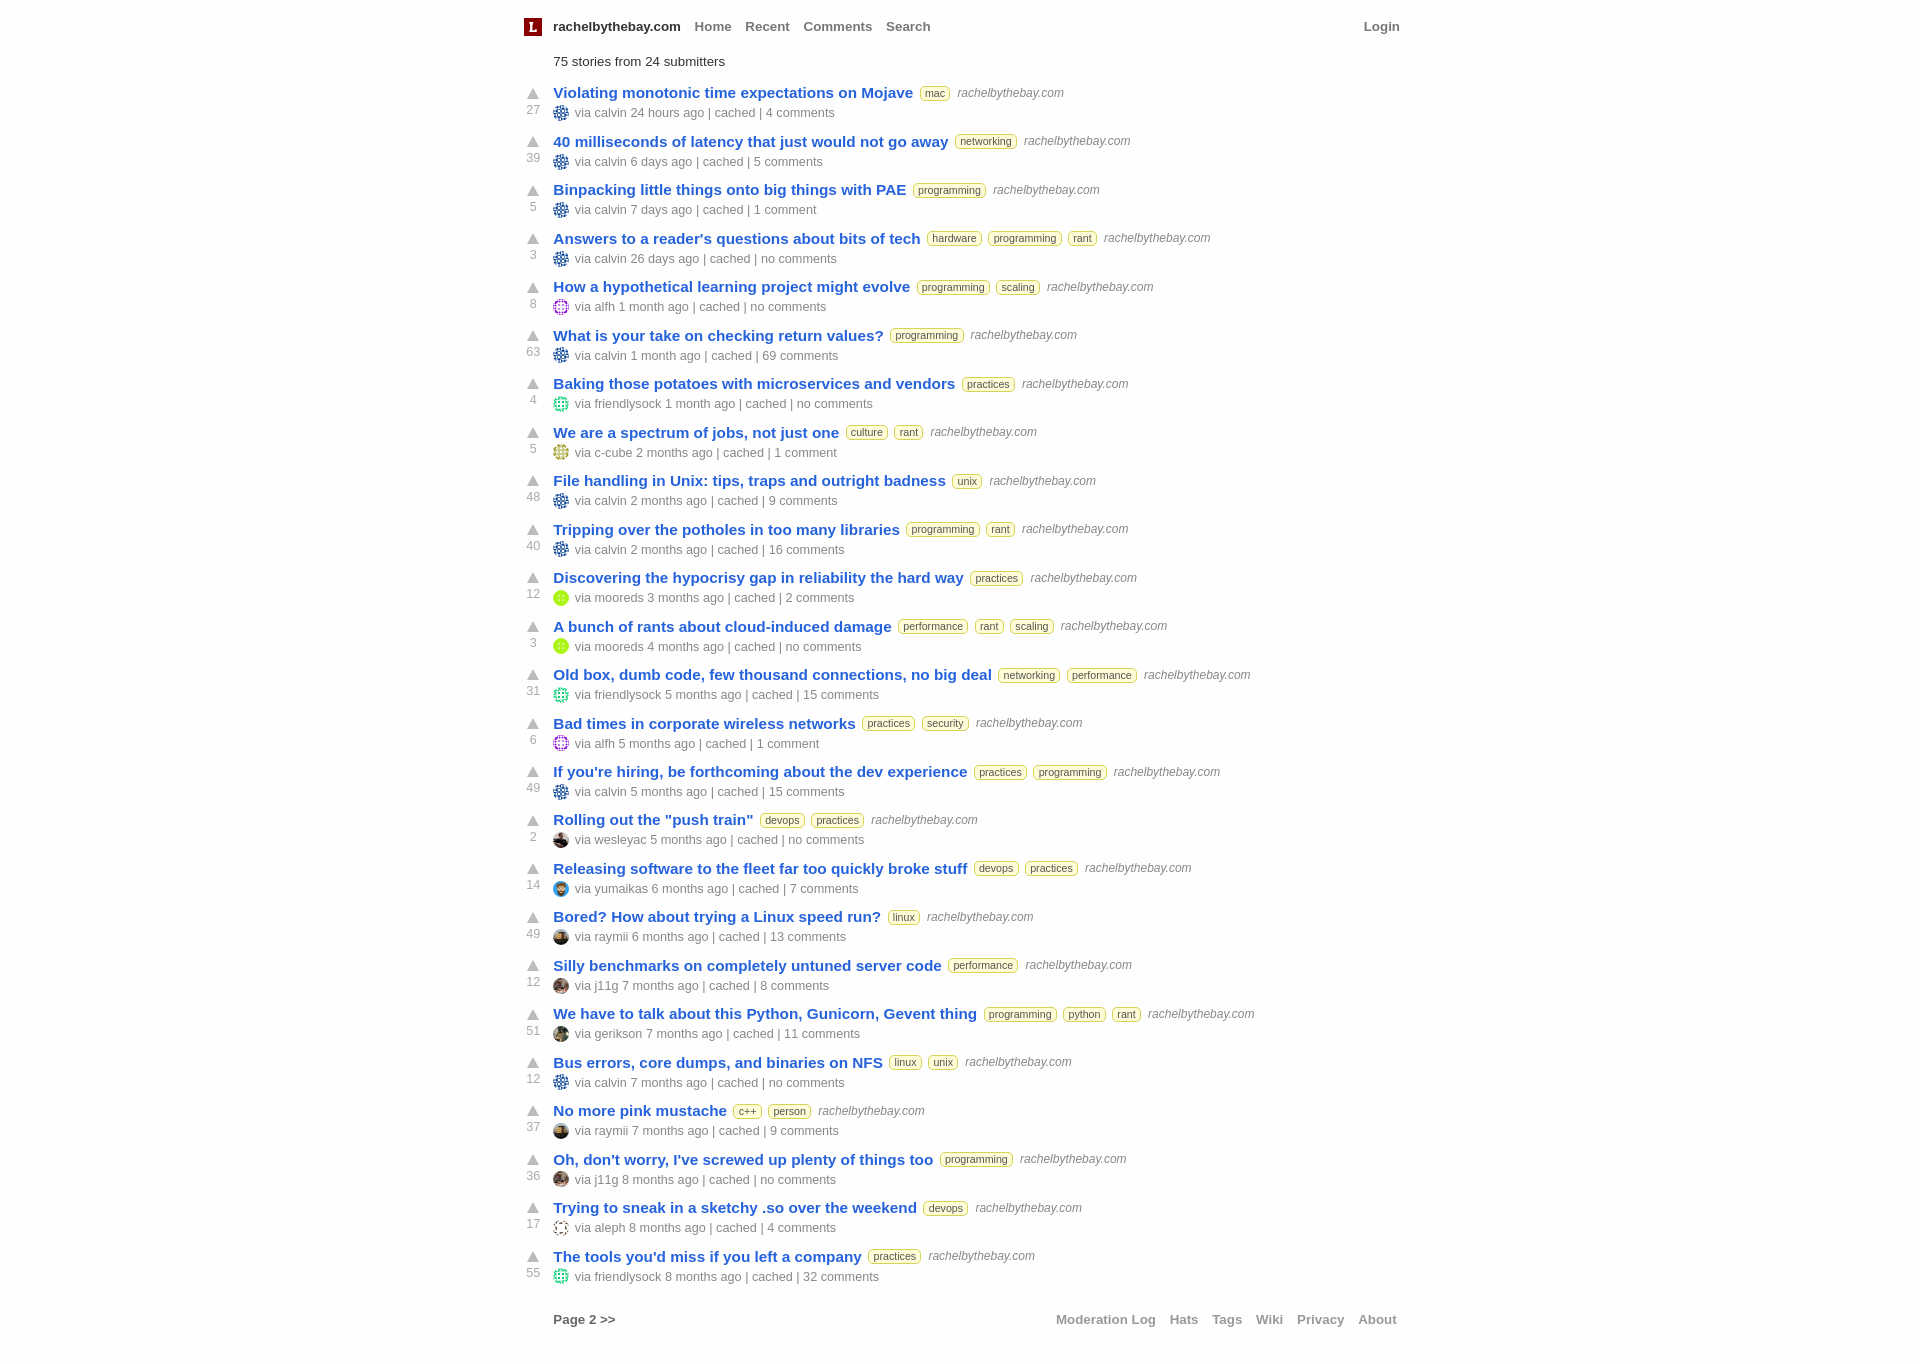 L rachelbythebay.com Home Recent Comments Search Login
75 stories from 24 submitters
Violating monotonic time expectations on Mojave mac rachelbythebay.com
27 via calvin 24 hours ago | cached | 4 comments
40 milliseconds of latency that just would not go away networking rachelbythebay.com
39 via calvin 6 days ago | cached | 5 comments
Binpacking little things onto big things with PAE programming rachelbythebay.com
5 via calvin 7 days ago | cached | 1 comment
Answers to a reader's questions about bits of tech hardware programming rant rachelbythebay.com
3 via calvin 26 days ago | cached | no comments
How a hypothetical learning project might evolve programming scaling rachelbythebay.com
8 via alfh 1 month ago | cached | no comments
What is your take on checking return values? programming rachelbythebay.com
63 via calvin 1 month ago | cached | 69 comments
Baking those potatoes with microservices and vendors practices rachelbythebay.com
4 via friendlysock 1 month ago | cached | no comments
We are a spectrum of jobs, not just one culture rant rachelbythebay.com
5 via c-cube 2 months ago | cached | 1 comment
File handling in Unix: tips, traps and outright badness unix rachelbythebay.com
48 via calvin 2 months ago | cached | 9 comments
Tripping over the potholes in too many libraries programming rant rachelbythebay.com
40 via calvin 2 months ago | cached | 16 comments
Discovering the hypocrisy gap in reliability the hard way practices rachelbythebay.com
12 via mooreds 3 months ago | cached | 2 comments
A bunch of rants about cloud-induced damage performance rant scaling rachelbythebay.com
3 via mooreds 4 months ago | cached | no comments
Old box, dumb code, few thousand connections, no big deal networking performance rachelbythebay.com
31 via friendlysock 5 months ago | cached | 15 comments
Bad times in corporate wireless networks practices security rachelbythebay.com
6 via alfh 5 months ago | cached | 1 comment
If you're hiring, be forthcoming about the dev experience practices programming rachelbythebay.com
49 via calvin 5 months ago | cached | 15 comments
Rolling out the "push train" devops practices rachelbythebay.com
2 via wesleyac 5 months ago | cached | no comments
Releasing software to the fleet far too quickly broke stuff devops practices rachelbythebay.com
14 via yumaikas 6 months ago | cached | 7 comments
Bored? How about trying a Linux speed run? linux rachelbythebay.com
49 via raymii 6 months ago | cached | 13 comments
Silly benchmarks on completely untuned server code performance rachelbythebay.com
12 via j11g 7 months ago | cached | 8 comments
We have to talk about this Python, Gunicorn, Gevent thing programming python rant rachelbythebay.com
51 via gerikson 7 months ago | cached | 11 comments
Bus errors, core dumps, and binaries on NFS linux unix rachelbythebay.com
12 via calvin 7 months ago | cached | no comments
No more pink mustache c++ person rachelbythebay.com
37 via raymii 7 months ago | cached | 9 comments
Oh, don't worry, I've screwed up plenty of things too programming rachelbythebay.com
36 via j11g 8 months ago | cached | no comments
Trying to sneak in a sketchy .so over the weekend devops rachelbythebay.com
17 via aleph 8 months ago | cached | 4 comments
The tools you'd miss if you left a company practices rachelbythebay.com
55 via friendlysock 8 months ago | cached | 32 comments
Page 2 >> Moderation Log Hats Tags Wiki Privacy About